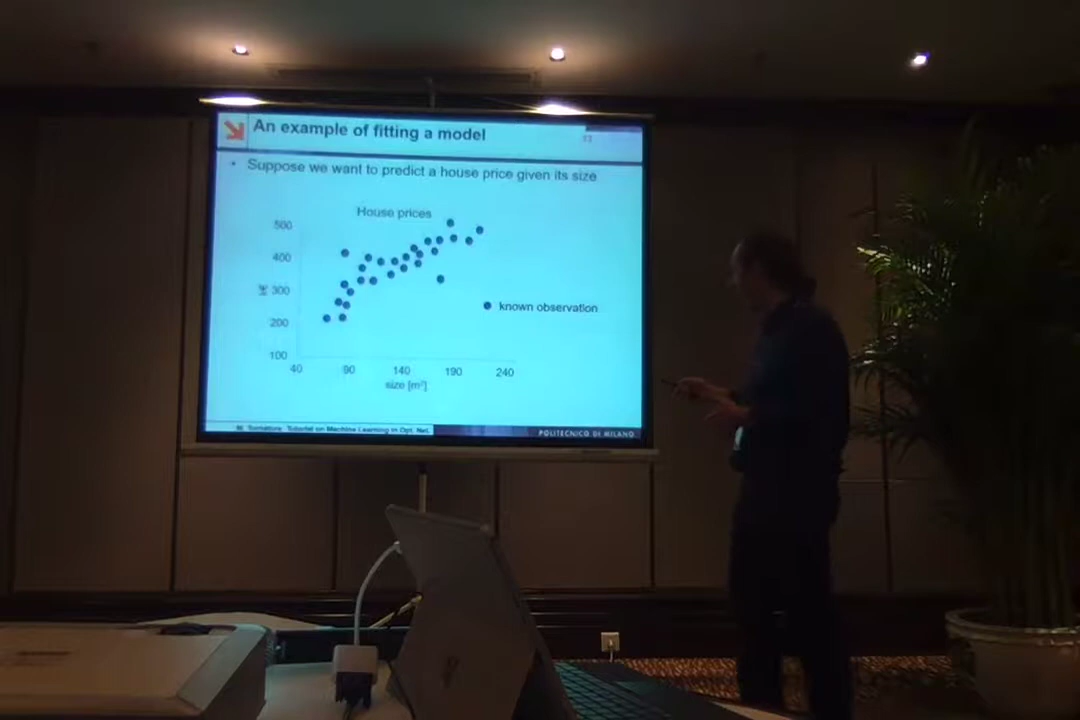 An example of fitting a model
• Suppose we want to predict a house price given its size
House prices
500
400
k€ 300
200
100
40 90 140 190 240
size [m²]
known observation
M. Tornatore: Tutorial on Machine Learning in Opt. Net.
POLITECNICO DI MILANO